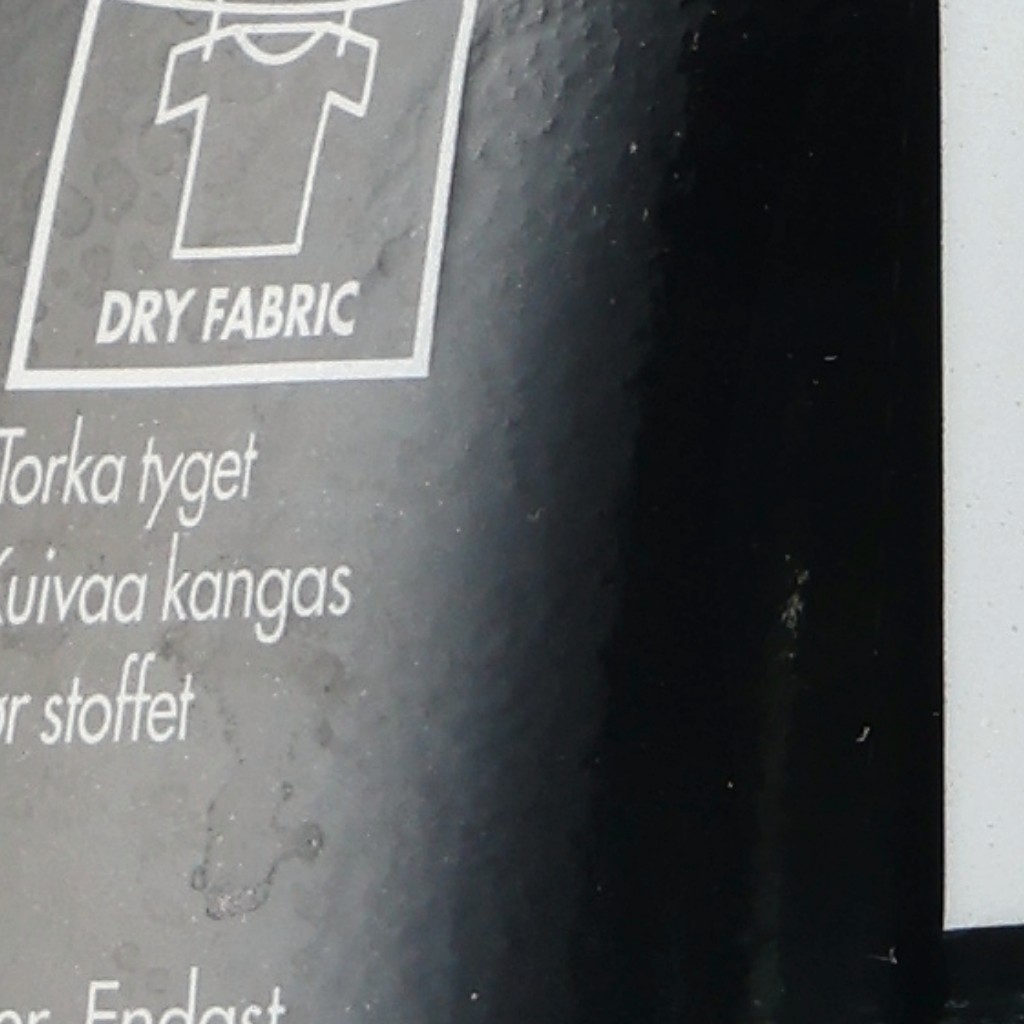 DRY FABRIC
Torka tyget
Kuivaa kangas
stoffet
Endast